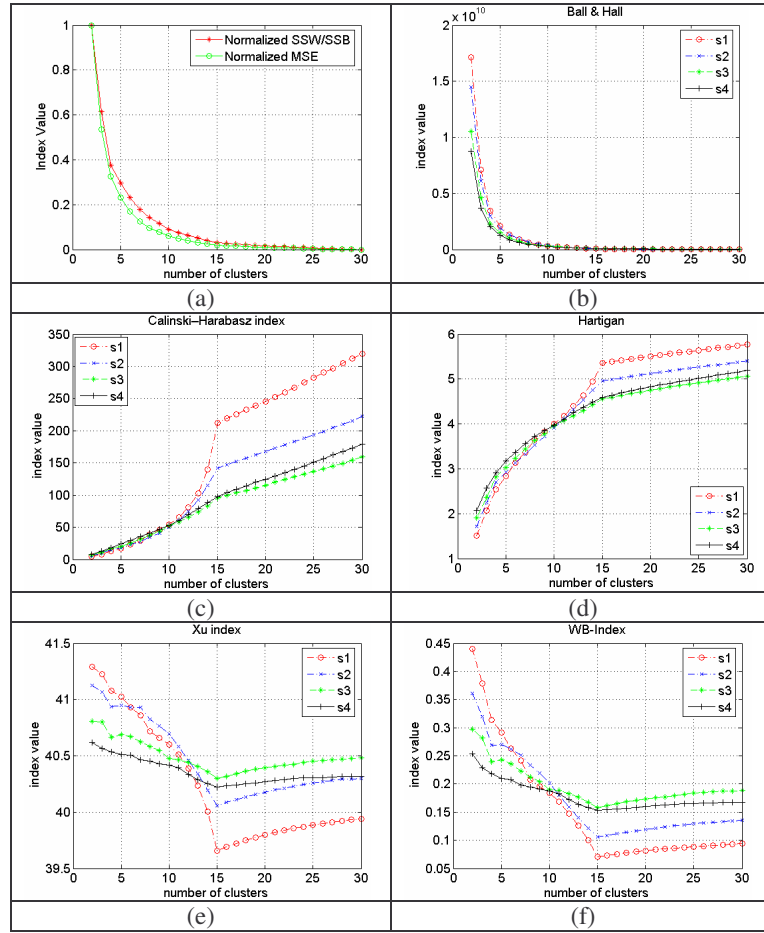 1
0.8
0.6
0.4
0.2
0
Index Value
0 5 10 15 20 25 30
number of clusters
Normalized SSW/SSB
Normalized MSE
(a)
x 10^10
Ball & Hall
2
1.5
1
0.5
0
index value
0 5 10 15 20 25 30
number of clusters
s1
s2
s3
s4
(b)
Calinski–Harabasz index
350
300
250
200
150
100
50
0
index value
0 5 10 15 20 25 30
number of clusters
s1
s2
s3
s4
(c)
Hartigan
6
5
4
3
2
1
index value
0 5 10 15 20 25 30
number of clusters
s1
s2
s3
s4
(d)
Xu index
41.5
41
40.5
40
39.5
index value
0 5 10 15 20 25 30
number of clusters
s1
s2
s3
s4
(e)
WB-Index
0.45
0.4
0.35
0.3
0.25
0.2
0.15
0.1
0.05
index value
0 5 10 15 20 25 30
number of clusters
s1
s2
s3
s4
(f)